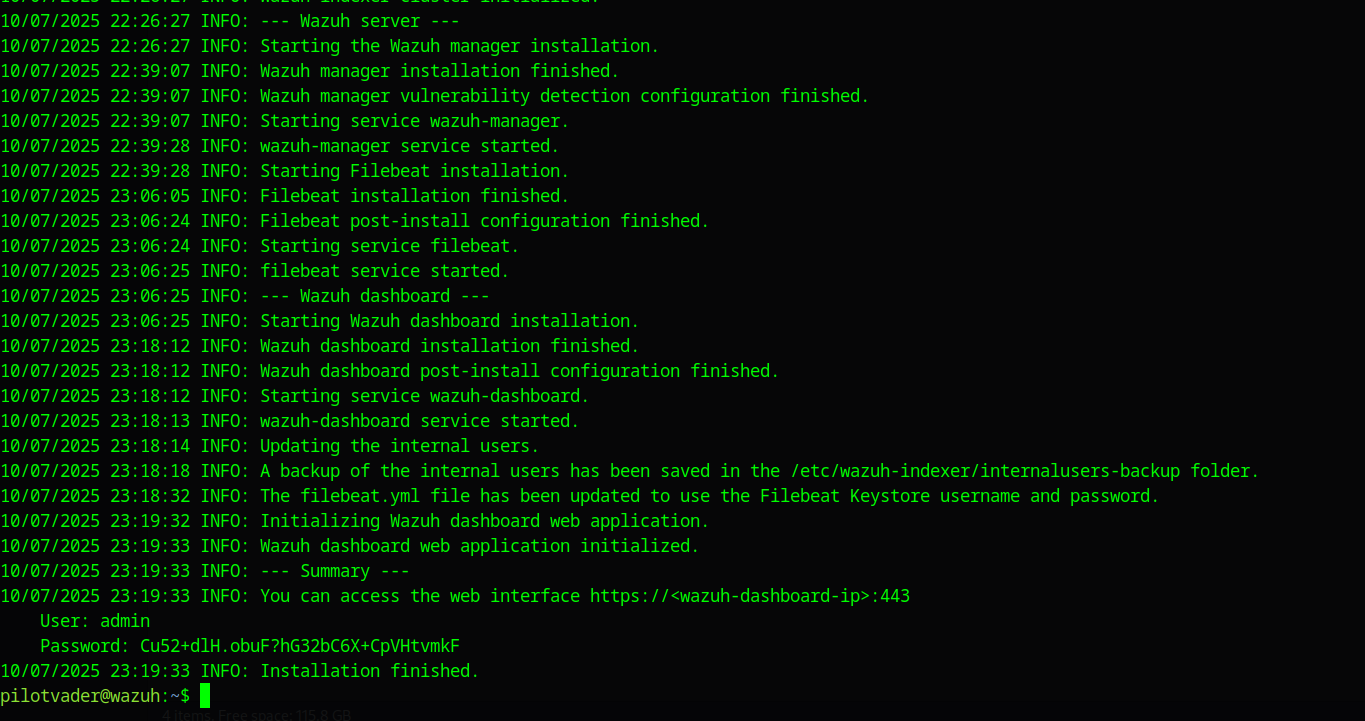 10/07/2025 22:26:27 INFO: --- Wazuh server ---
10/07/2025 22:26:27 INFO: Starting the Wazuh manager installation.
10/07/2025 22:39:07 INFO: Wazuh manager installation finished.
10/07/2025 22:39:07 INFO: Wazuh manager vulnerability detection configuration finished.
10/07/2025 22:39:07 INFO: Starting service wazuh-manager.
10/07/2025 22:39:28 INFO: wazuh-manager service started.
10/07/2025 22:39:28 INFO: Starting Filebeat installation.
10/07/2025 23:06:05 INFO: Filebeat installation finished.
10/07/2025 23:06:24 INFO: Filebeat post-install configuration finished.
10/07/2025 23:06:24 INFO: Starting service filebeat.
10/07/2025 23:06:25 INFO: filebeat service started.
10/07/2025 23:06:25 INFO: --- Wazuh dashboard ---
10/07/2025 23:06:25 INFO: Starting Wazuh dashboard installation.
10/07/2025 23:18:12 INFO: Wazuh dashboard installation finished.
10/07/2025 23:18:12 INFO: Wazuh dashboard post-install configuration finished.
10/07/2025 23:18:12 INFO: Starting service wazuh-dashboard.
10/07/2025 23:18:13 INFO: wazuh-dashboard service started.
10/07/2025 23:18:14 INFO: Updating the internal users.
10/07/2025 23:18:18 INFO: A backup of the internal users has been saved in the /etc/wazuh-indexer/internalusers-backup folder.
10/07/2025 23:18:32 INFO: The filebeat.yml file has been updated to use the Filebeat Keystore username and password.
10/07/2025 23:19:32 INFO: Initializing Wazuh dashboard web application.
10/07/2025 23:19:33 INFO: Wazuh dashboard web application initialized.
10/07/2025 23:19:33 INFO: --- Summary ---
10/07/2025 23:19:33 INFO: You can access the web interface https://<wazuh-dashboard-ip>:443
    User: admin
    Password: Cu52+dlH.obuF?hG32bC6X+CpVHtvmkF
10/07/2025 23:19:33 INFO: Installation finished.
pilotvader@wazuh:~$
4 items, Free space: 115.8 GB